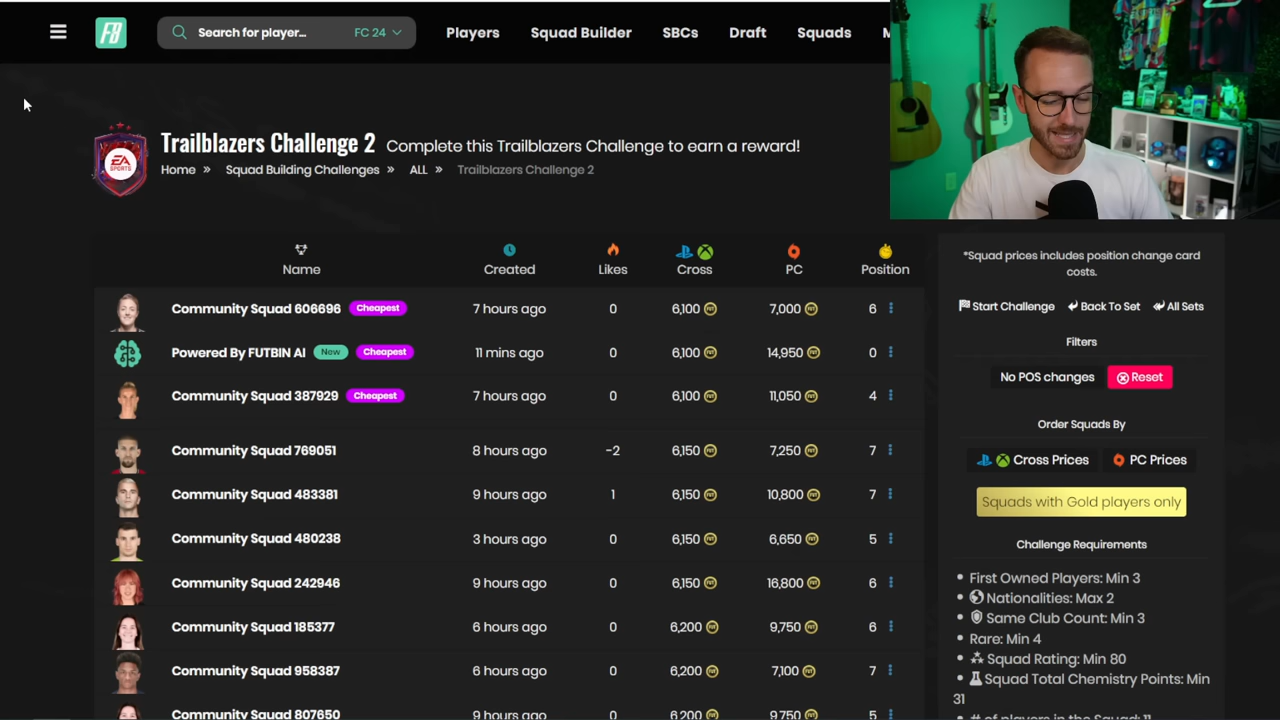 FB
Search for player...
FC 24
Players
Squad Builder
SBCs
Draft
Squads
M
EA
SPORTS
Trailblazers Challenge 2 Complete this Trailblazers Challenge to earn a reward!
Home » Squad Building Challenges » ALL » Trailblazers Challenge 2
Name
Created
Likes
Cross
PC
Position
Community Squad 606696 Cheapest 7 hours ago 0 6,100 7,000 6
Powered By FUTBIN AI New Cheapest 11 mins ago 0 6,100 14,950 0
Community Squad 387929 Cheapest 7 hours ago 0 6,100 11,050 4
Community Squad 769051 8 hours ago -2 6,150 7,250 7
Community Squad 483381 9 hours ago 1 6,150 10,800 7
Community Squad 480238 3 hours ago 0 6,150 6,650 5
Community Squad 242946 9 hours ago 0 6,150 16,800 6
Community Squad 185377 6 hours ago 0 6,200 9,750 6
Community Squad 958387 6 hours ago 0 6,200 7,100 7
Community Squad 807650 9 hours ago 0 6,200 9,750 5
*Squad prices includes position change card
costs.
Start Challenge Back To Set All Sets
Filters
No POS changes Reset
Order Squads By
Cross Prices PC Prices
Squads with Gold players only
Challenge Requirements
First Owned Players: Min 3
Nationalities: Max 2
Same Club Count: Min 3
Rare: Min 4
Squad Rating: Min 80
Squad Total Chemistry Points: Min
31
# of players in the Squad: 11